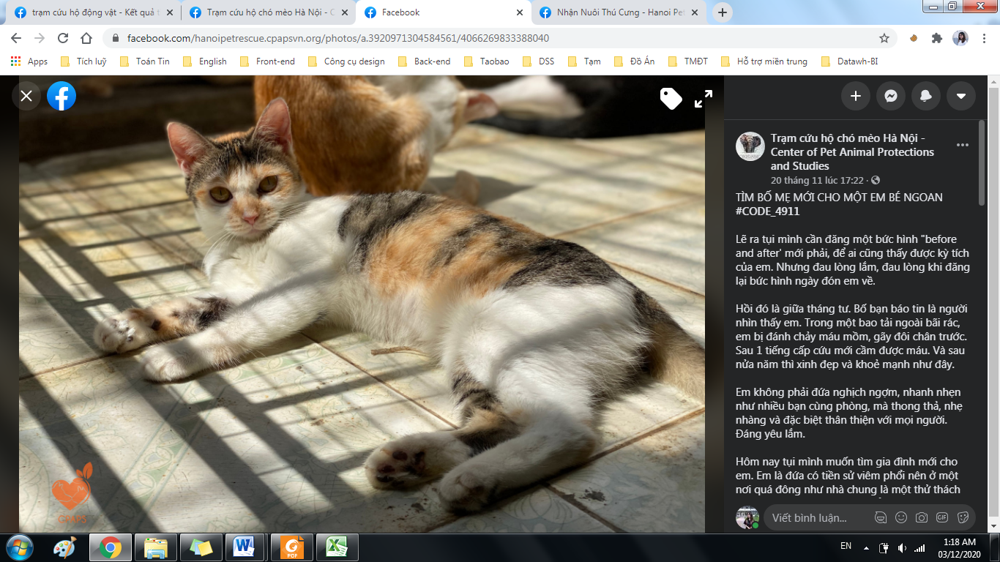 trạm cứu hộ động vật - Kết quả t
Trạm cứu hộ chó mèo Hà Nội - C
Facebook
Nhận Nuôi Thú Cưng - Hanoi Pet
facebook.com/hanoipetrescue.cpapsvn.org/photos/a.3920971304584561/4066269833388040
Apps
Tích luỹ
Toán Tin
English
Front-end
Công cụ design
Back-end
Taobao
DSS
Tạm
Đồ Án
TMĐT
Hỗ trợ miền trung
Datawh-BI
Trạm cứu hộ chó mèo Hà Nội -
Center of Pet Animal Protections
and Studies
20 tháng 11 lúc 17:22 ·
TÌM BỐ MẸ MỚI CHO MỘT EM BÉ NGOAN
#CODE_4911
Lẽ ra tụi mình cần đăng một bức hình "before
and after' mới phải, để ai cũng thấy được kỳ tích
của em. Nhưng đau lòng lắm, đau lòng khi đăng
lại bức hình ngày đón em về.
Hồi đó là giữa tháng tư. Bố bạn báo tin là người
nhìn thấy em. Trong một bao tải ngoài bãi rác,
em bị đánh chảy máu mồm, gãy đôi chân trước.
Sau 1 tiếng cấp cứu mới cầm được máu. Và sau
nửa năm thì xinh đẹp và khoẻ mạnh như đây.
Em không phải đứa nghịch ngợm, nhanh nhẹn
như nhiều bạn cùng phòng, mà thong thả, nhẹ
nhàng và đặc biệt thân thiện với mọi người.
Đáng yêu lắm.
Hôm nay tụi mình muốn tìm gia đình mới cho
em. Em là đứa có tiền sử viêm phổi nên ở một
nơi quá đông như nhà chung là một thử thách
Viết bình luận...
GIF
CPAPS
PDF
EN
1:18 AM
03/12/2020